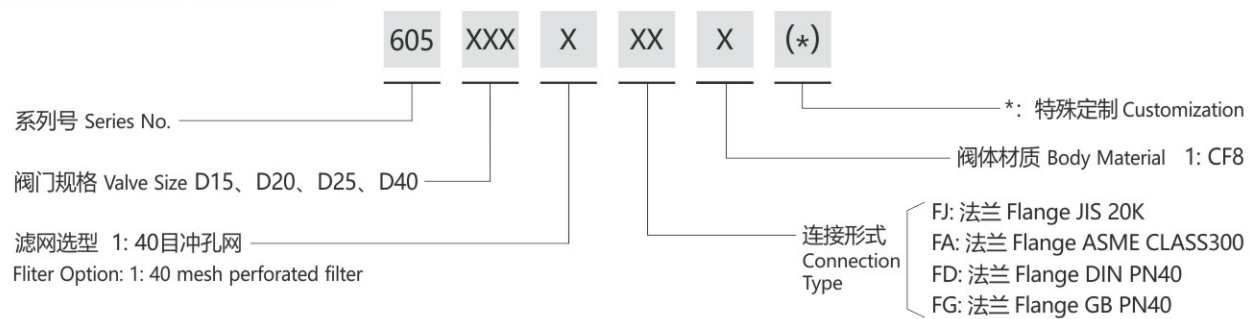 605 XXX X XX X (*)
系列号 Series No.
*: 特殊定制 Customization
阀体材质 Body Material 1: CF8
阀门规格 Valve Size D15、D20、D25、D40
滤网选型 1: 40目冲孔网
Fliter Option: 1: 40 mesh perforated filter
连接形式
Connection
Type
FJ: 法兰 Flange JIS 20K
FA: 法兰 Flange ASME CLASS300
FD: 法兰 Flange DIN PN40
FG: 法兰 Flange GB PN40